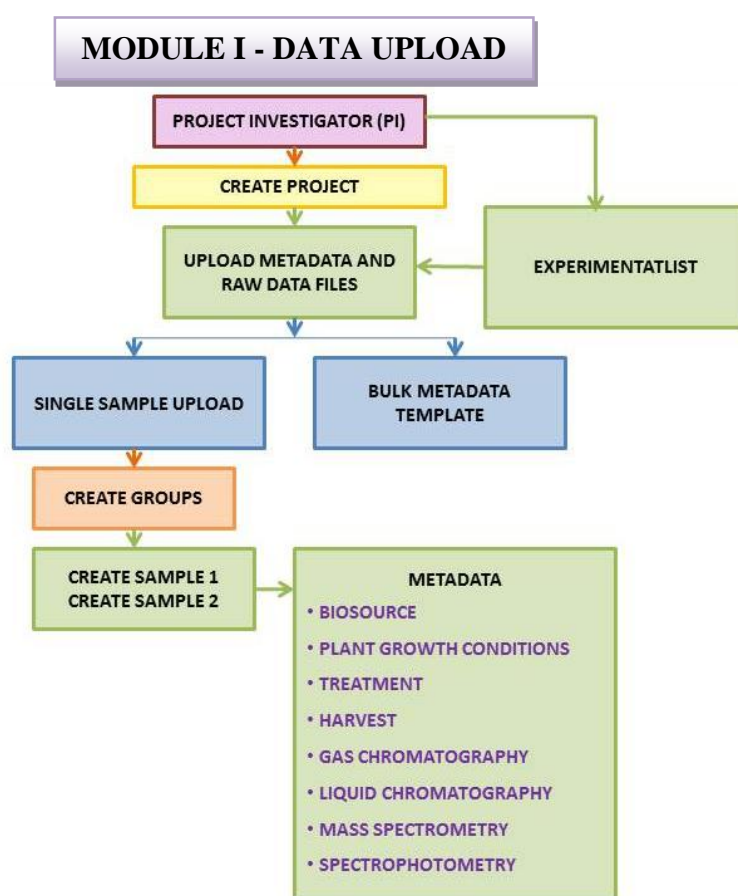 MODULE I - DATA UPLOAD
PROJECT INVESTIGATOR (PI)
CREATE PROJECT
UPLOAD METADATA AND
RAW DATA FILES
EXPERIMENTATLIST
SINGLE SAMPLE UPLOAD
BULK METADATA
TEMPLATE
CREATE GROUPS
CREATE SAMPLE 1
CREATE SAMPLE 2
METADATA
• BIOSOURCE
• PLANT GROWTH CONDITIONS
• TREATMENT
• HARVEST
• GAS CHROMATOGRAPHY
• LIQUID CHROMATOGRAPHY
• MASS SPECTROMETRY
• SPECTROPHOTOMETRY